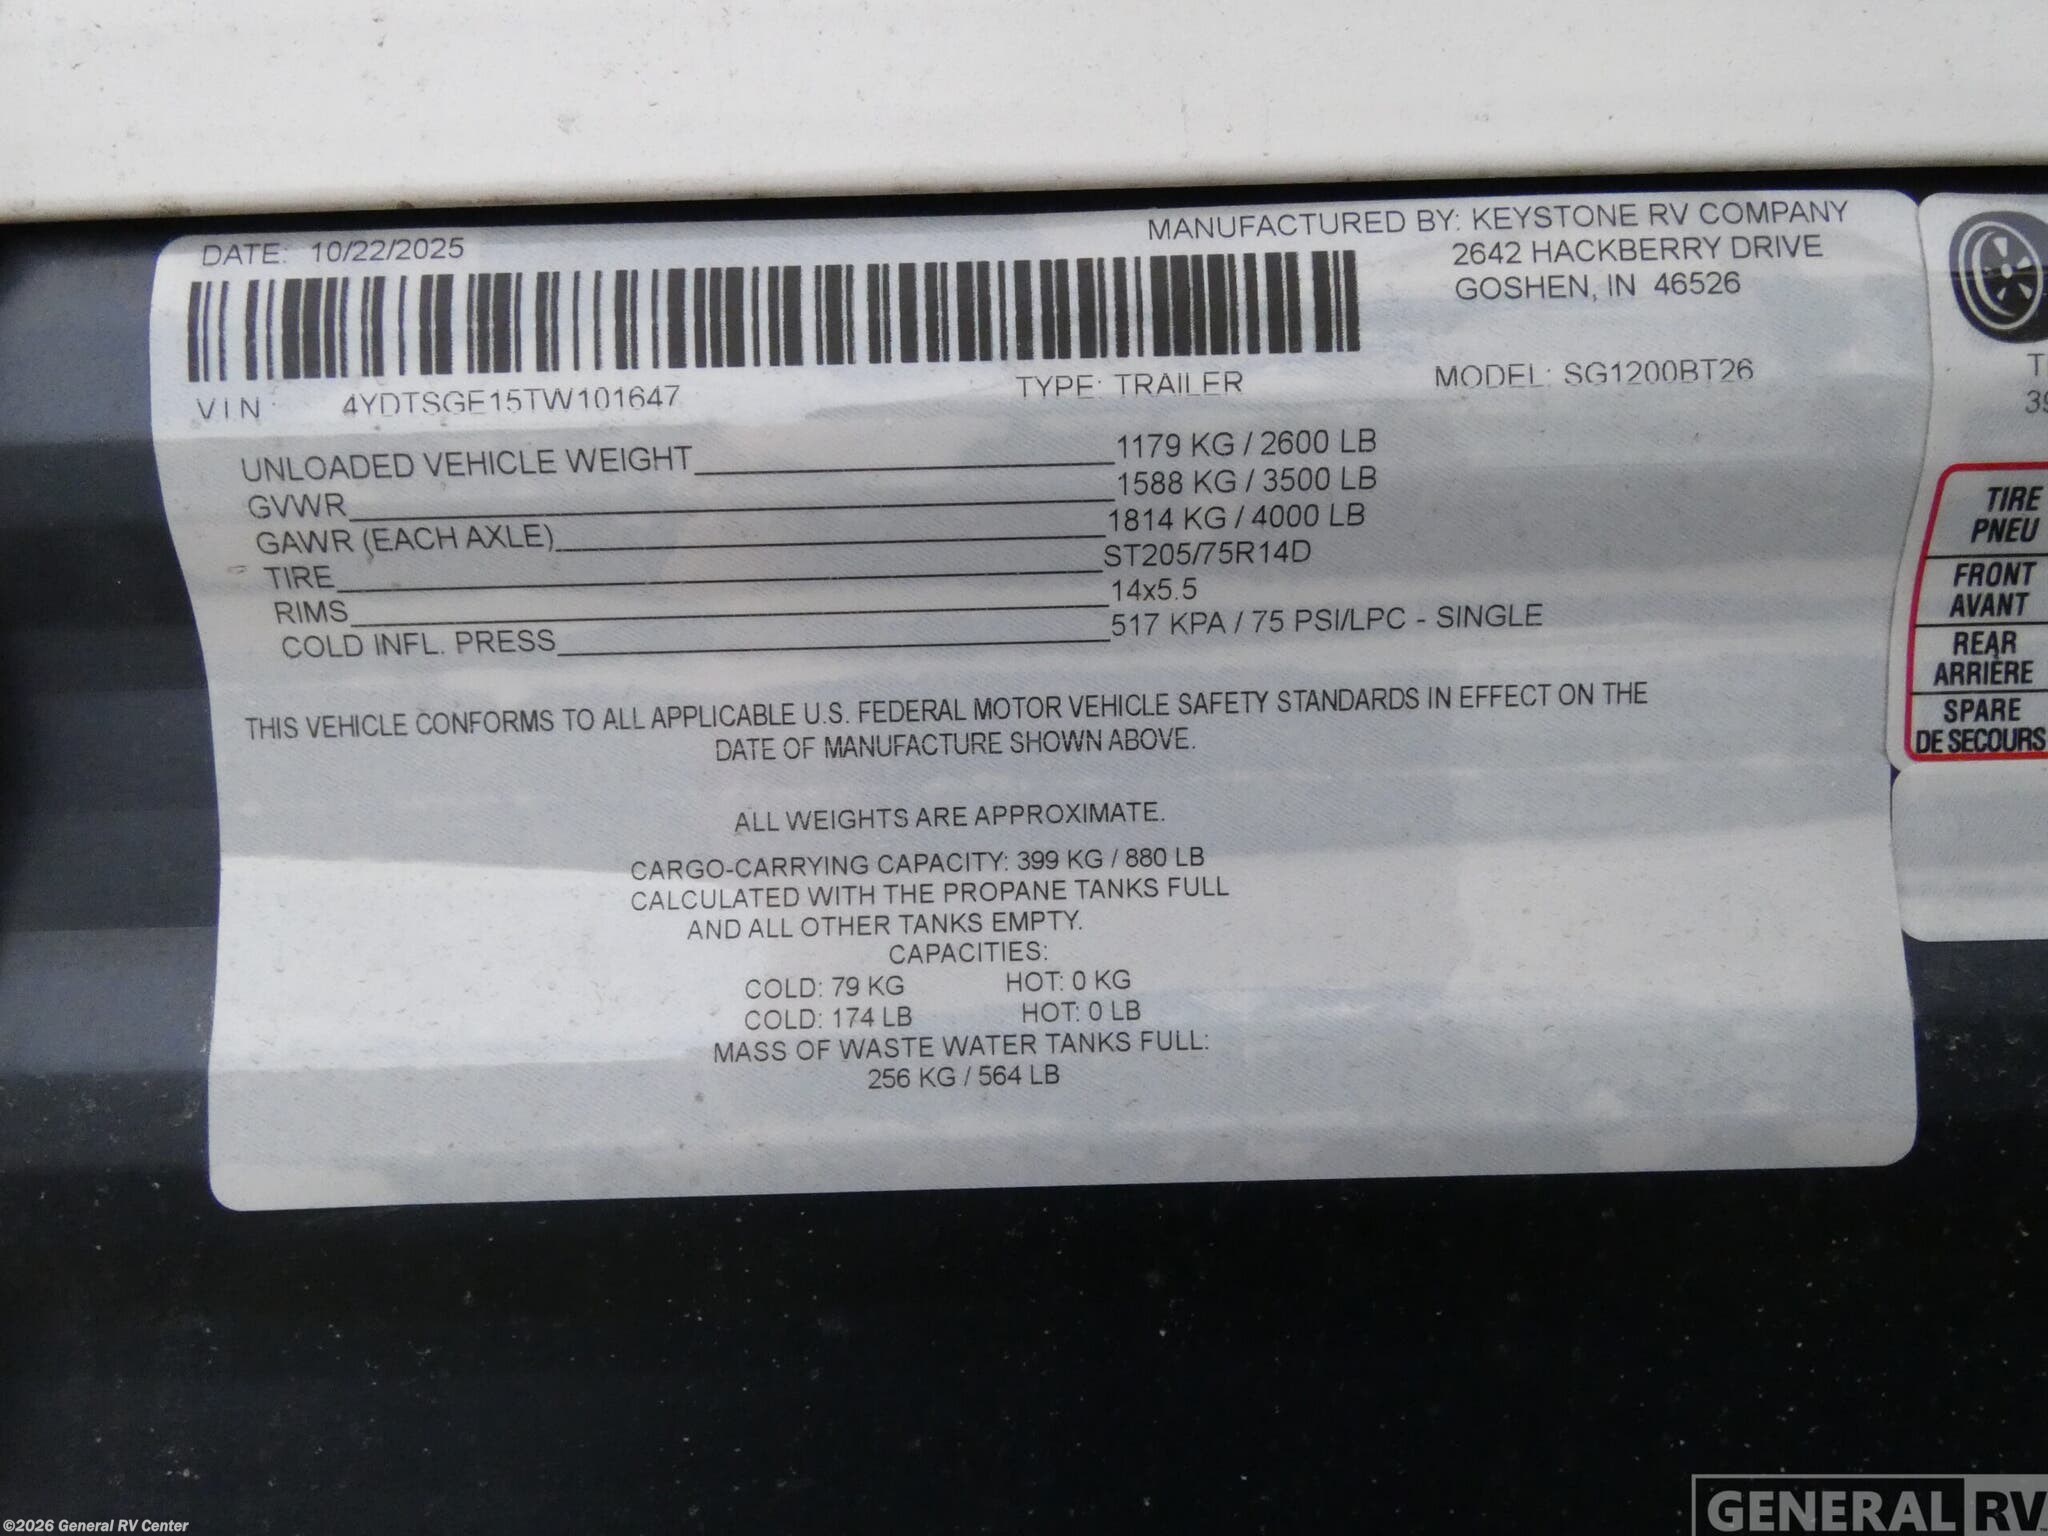 DATE: 10/22/2025
MANUFACTURED BY: KEYSTONE RV COMPANY
2642 HACKBERRY DRIVE
GOSHEN, IN 46526
VIN: 4YDTSGE15TW101647 TYPE: TRAILER MODEL: SG1200BT26
UNLOADED VEHICLE WEIGHT 1179 KG / 2600 LB
GVWR 1588 KG / 3500 LB
GAWR (EACH AXLE) 1814 KG / 4000 LB
TIRE ST205/75R14D
RIMS 14x5.5
COLD INFL. PRESS 517 KPA / 75 PSI/LPC - SINGLE
THIS VEHICLE CONFORMS TO ALL APPLICABLE U.S. FEDERAL MOTOR VEHICLE SAFETY STANDARDS IN EFFECT ON THE
DATE OF MANUFACTURE SHOWN ABOVE.
ALL WEIGHTS ARE APPROXIMATE.
CARGO-CARRYING CAPACITY: 399 KG / 880 LB
CALCULATED WITH THE PROPANE TANKS FULL
AND ALL OTHER TANKS EMPTY.
CAPACITIES:
COLD: 79 KG HOT: 0 KG
COLD: 174 LB HOT: 0 LB
MASS OF WASTE WATER TANKS FULL:
256 KG / 564 LB
TIRE
PNEU
FRONT
AVANT
REAR
ARRIÈRE
SPARE
DE SECOURS
GENERAL RV
©2026 General RV Center